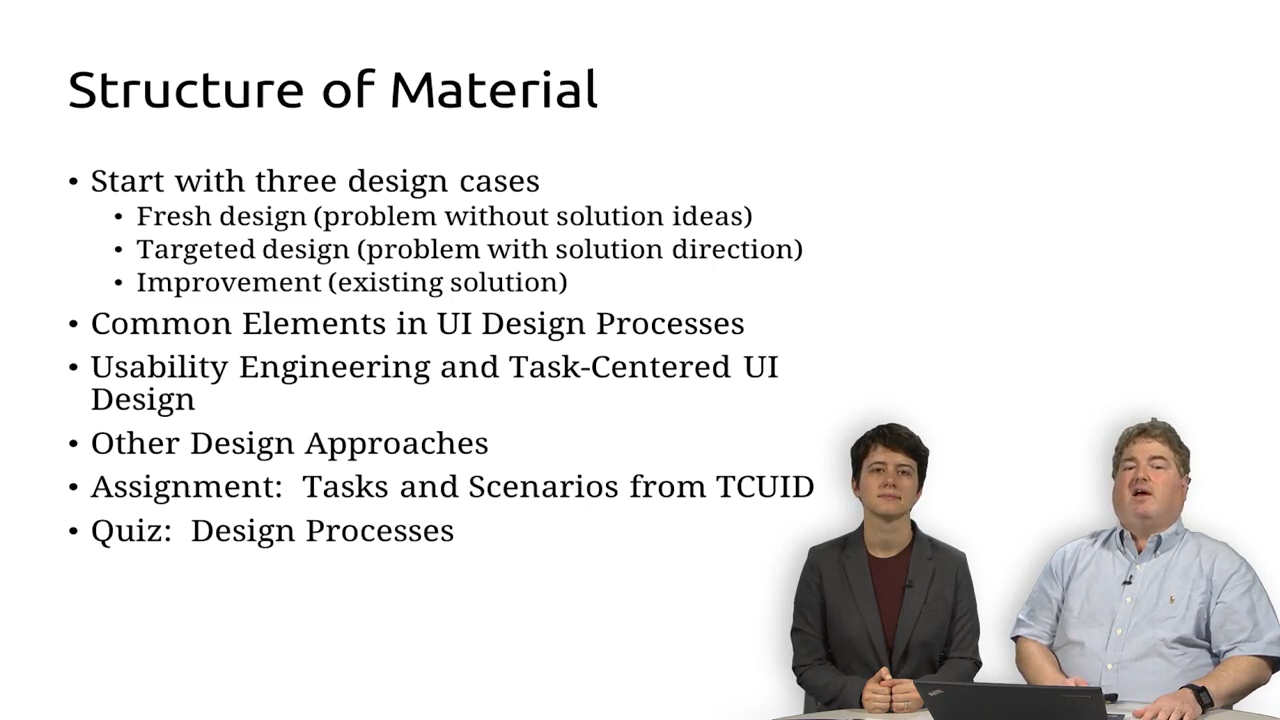 Structure of Material
• Start with three design cases
• Fresh design (problem without solution ideas)
• Targeted design (problem with solution direction)
• Improvement (existing solution)
• Common Elements in UI Design Processes
• Usability Engineering and Task-Centered UI
Design
• Other Design Approaches
• Assignment:  Tasks and Scenarios from TCUID
• Quiz:  Design Processes